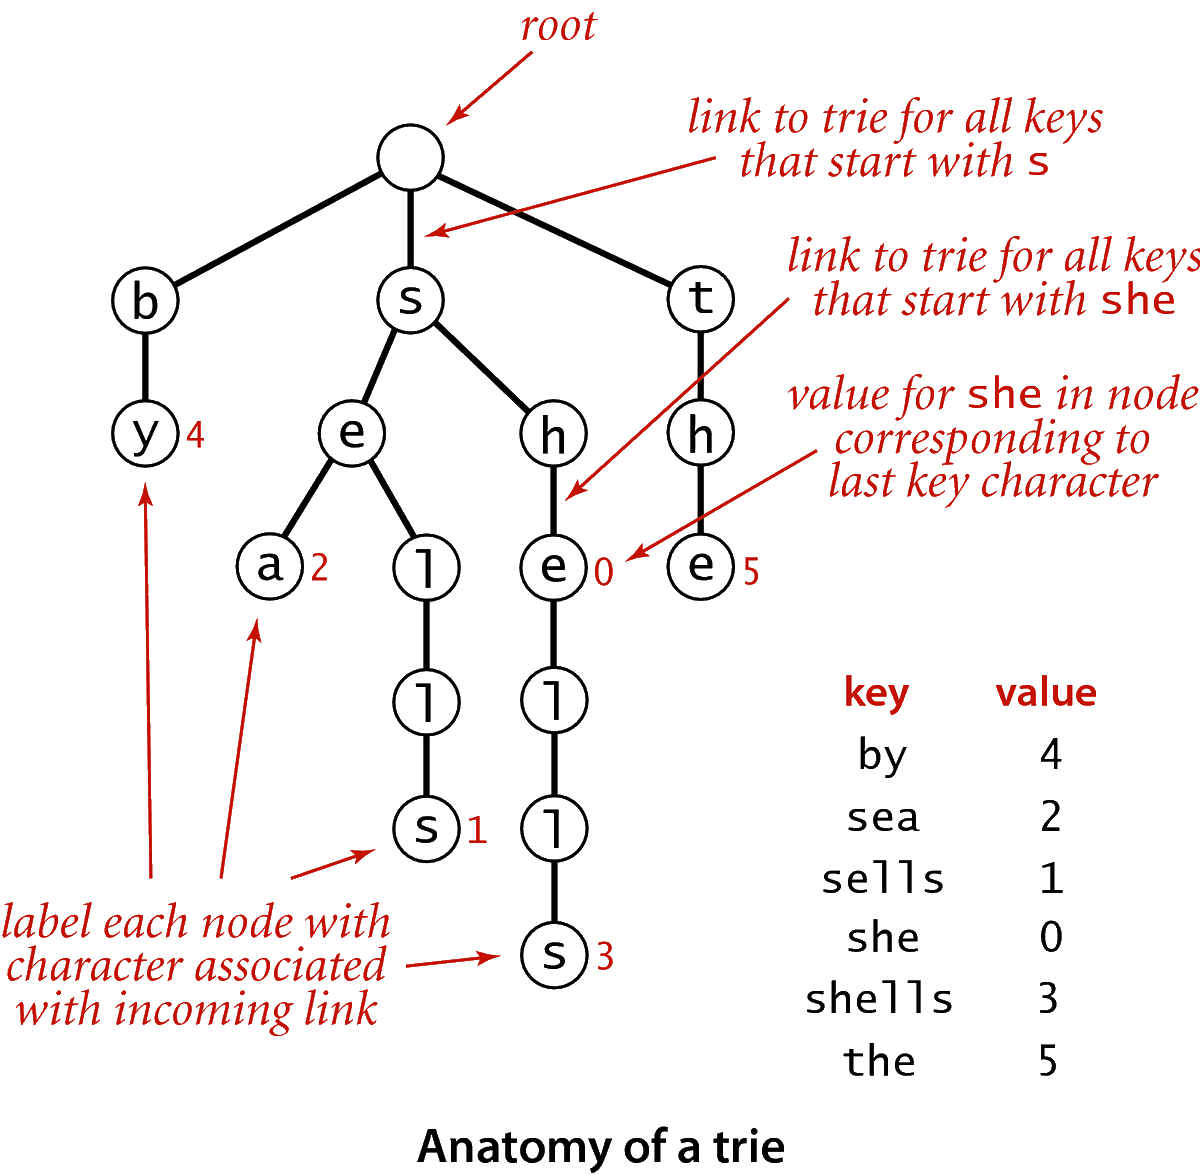 root
link to trie for all keys
that start with s
link to trie for all keys
that start with she
b
s
t
value for she in node
corresponding to
last key character
y 4
e
h
h
a 2
l
e 0
e 5
l
l
key value
by 4
s 1
l
sea 2
sells 1
label each node with
character associated
with incoming link
s 3
she 0
shells 3
the 5
Anatomy of a trie